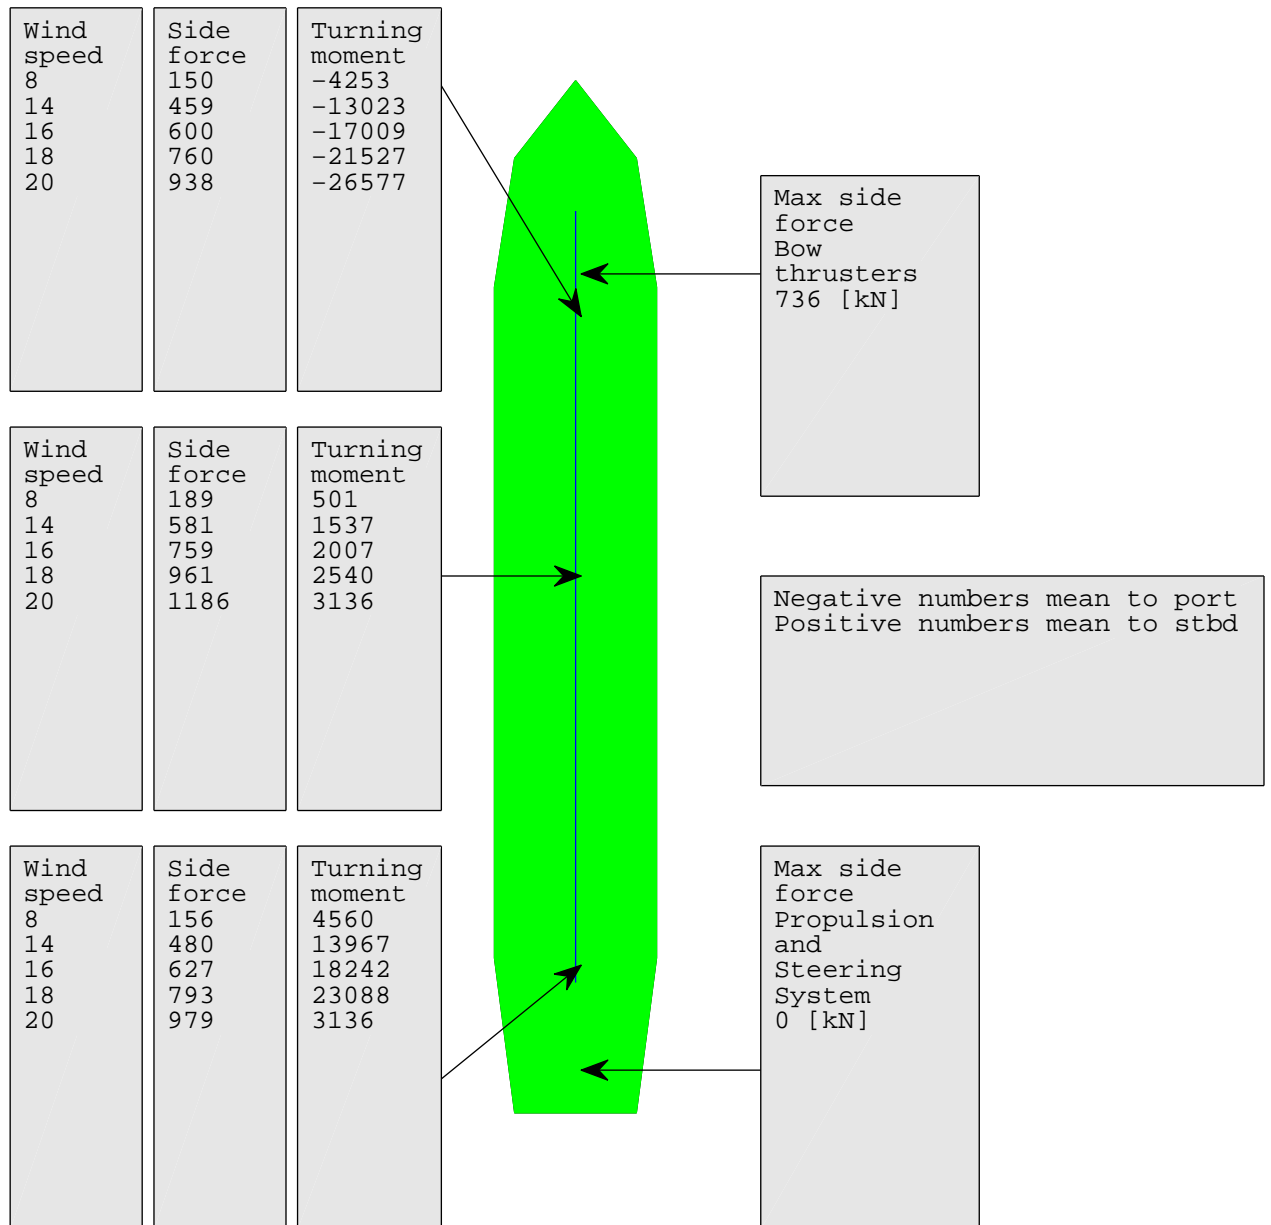 Wind
speed
8
14
16
18
20
Side
force
150
459
600
760
938
Turning
moment
-4253
-13023
-17009
-21527
-26577
Max side
force
Bow
thrusters
736 [kN]
Wind
speed
8
14
16
18
20
Side
force
189
581
759
961
1186
Turning
moment
501
1537
2007
2540
3136
Negative numbers mean to port
Positive numbers mean to stbd
Wind
speed
8
14
16
18
20
Side
force
156
480
627
793
979
Turning
moment
4560
13967
18242
23088
3136
Max side
force
Propulsion
and
Steering
System
0 [kN]